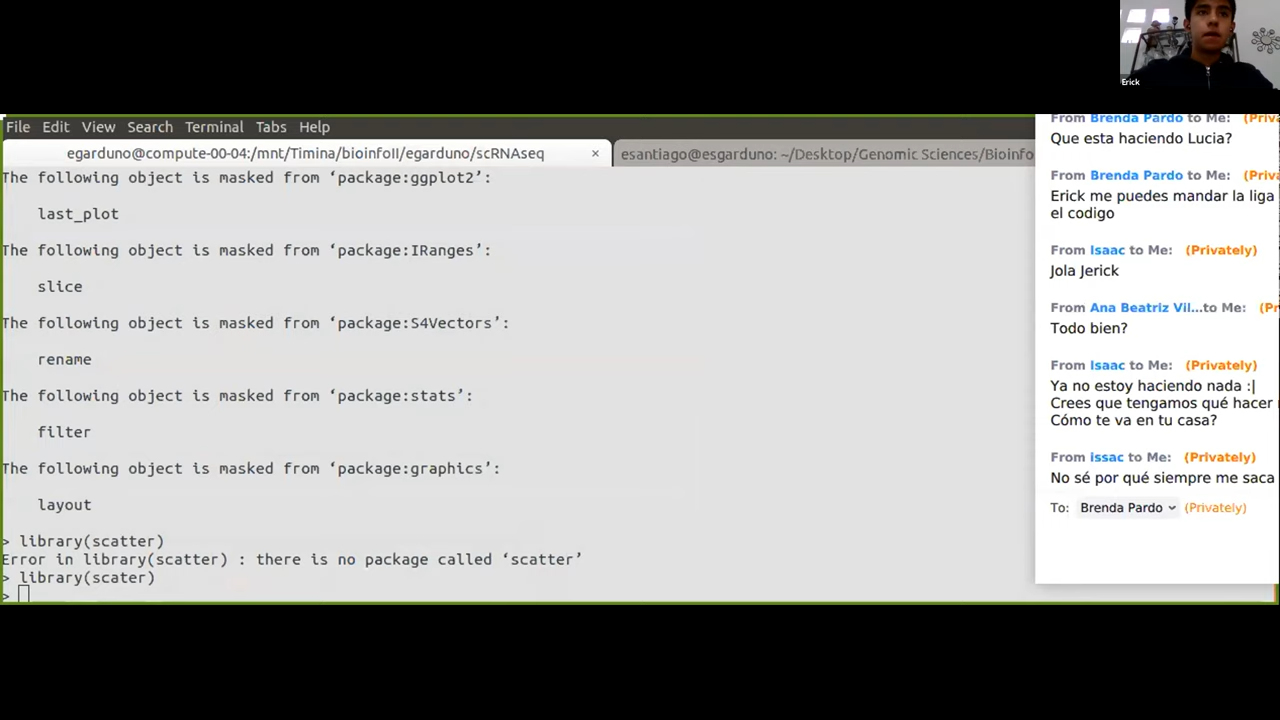 Erick
File Edit View Search Terminal Tabs Help
egarduno@compute-00-04:/mnt/Timina/bioinfoII/egarduno/scRNAseq ×
esantiago@esgarduno: ~/Desktop/Genomic Sciences/Bioinfo
The following object is masked from ‘package:ggplot2’:
last_plot
The following object is masked from ‘package:IRanges’:
slice
The following object is masked from ‘package:S4Vectors’:
rename
The following object is masked from ‘package:stats’:
filter
The following object is masked from ‘package:graphics’:
layout
> library(scatter)
Error in library(scatter) : there is no package called ‘scatter’
> library(scater)
>
From Brenda Pardo to Me: (Priva
Que esta haciendo Lucia?
From Brenda Pardo to Me: (Priva
Erick me puedes mandar la liga
el codigo
From Isaac to Me: (Privately)
Jola Jerick
From Ana Beatriz Vil...to Me: (Pr
Todo bien?
From Isaac to Me: (Privately)
Ya no estoy haciendo nada :|
Crees que tengamos qué hacer
Cómo te va en tu casa?
From issac to Me: (Privately)
No sé por qué siempre me saca
To: Brenda Pardo (Privately)